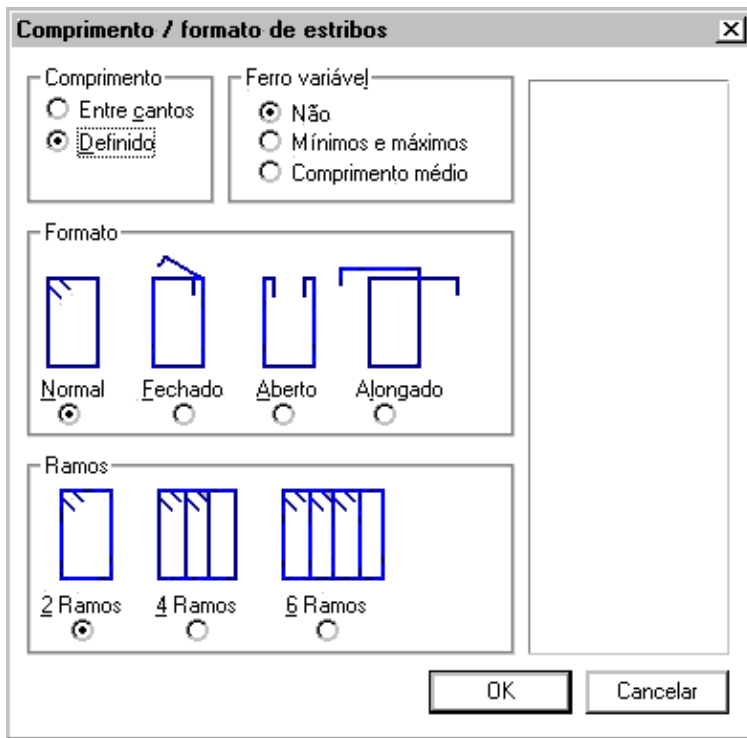 Comprimento / formato de estribos
Comprimento
Entre cantos
Definido
Ferro variável
Não
Mínimos e máximos
Comprimento médio
Formato
Normal Fechado Aberto Alongado
Ramos
2 Ramos 4 Ramos 6 Ramos
OK Cancelar